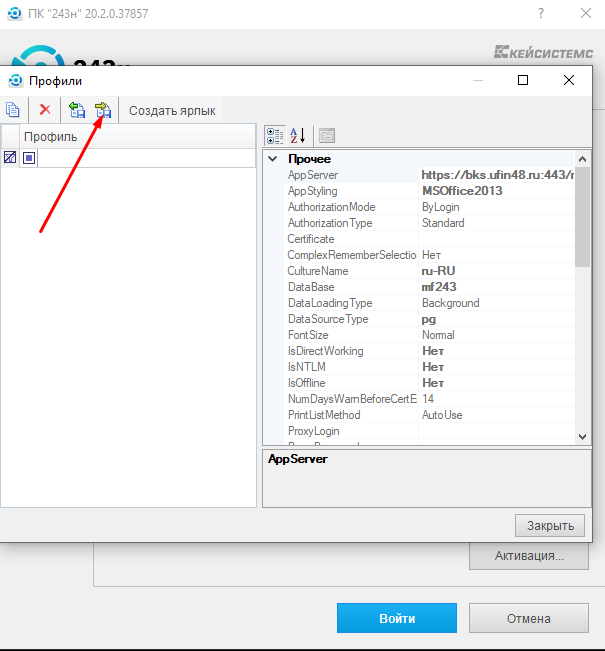 ПК "243н" 20.2.0.37857
?
КЕЙСИСТЕМС
Профили
Создать ярлык
Профиль
Прочее
AppServer https://bks.ufin48.ru:443/
AppStyling MSOffice2013
AuthorizationMode ByLogin
AuthorizationType Standard
Certificate
ComplexRememberSelection Нет
CultureName ru-RU
DataBase mf243
DataLoadingType Background
DataSourceType pg
FontSize Normal
IsDirectWorking Нет
IsNTLM Нет
IsOffline Нет
NumDaysWarnBeforeCertE 14
PrintListMethod AutoUse
ProxyLogin
AppServer
Закрыть
Активация...
Войти Отмена